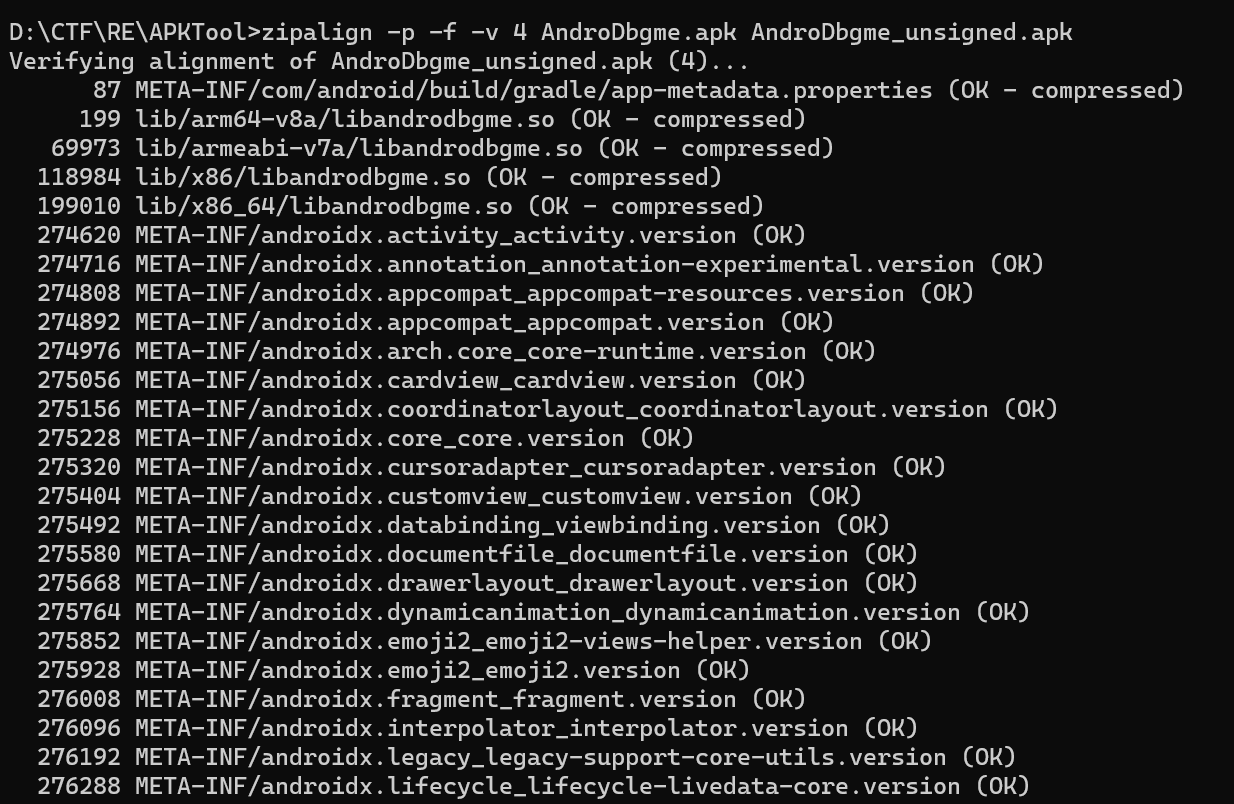 D:\CTF\RE\APKTool>zipalign -p -f -v 4 AndroDbgme.apk AndroDbgme_unsigned.apk
Verifying alignment of AndroDbgme_unsigned.apk (4)...
      87 META-INF/com/android/build/gradle/app-metadata.properties (OK - compressed)
     199 lib/arm64-v8a/libandrodbgme.so (OK - compressed)
   69973 lib/armeabi-v7a/libandrodbgme.so (OK - compressed)
  118984 lib/x86/libandrodbgme.so (OK - compressed)
  199010 lib/x86_64/libandrodbgme.so (OK - compressed)
  274620 META-INF/androidx.activity_activity.version (OK)
  274716 META-INF/androidx.annotation_annotation-experimental.version (OK)
  274808 META-INF/androidx.appcompat_appcompat-resources.version (OK)
  274892 META-INF/androidx.appcompat_appcompat.version (OK)
  274976 META-INF/androidx.arch.core_core-runtime.version (OK)
  275056 META-INF/androidx.cardview_cardview.version (OK)
  275156 META-INF/androidx.coordinatorlayout_coordinatorlayout.version (OK)
  275228 META-INF/androidx.core_core.version (OK)
  275320 META-INF/androidx.cursoradapter_cursoradapter.version (OK)
  275404 META-INF/androidx.customview_customview.version (OK)
  275492 META-INF/androidx.databinding_viewbinding.version (OK)
  275580 META-INF/androidx.documentfile_documentfile.version (OK)
  275668 META-INF/androidx.drawerlayout_drawerlayout.version (OK)
  275764 META-INF/androidx.dynamicanimation_dynamicanimation.version (OK)
  275852 META-INF/androidx.emoji2_emoji2-views-helper.version (OK)
  275928 META-INF/androidx.emoji2_emoji2.version (OK)
  276008 META-INF/androidx.fragment_fragment.version (OK)
  276096 META-INF/androidx.interpolator_interpolator.version (OK)
  276192 META-INF/androidx.legacy_legacy-support-core-utils.version (OK)
  276288 META-INF/androidx.lifecycle_lifecycle-livedata-core.version (OK)